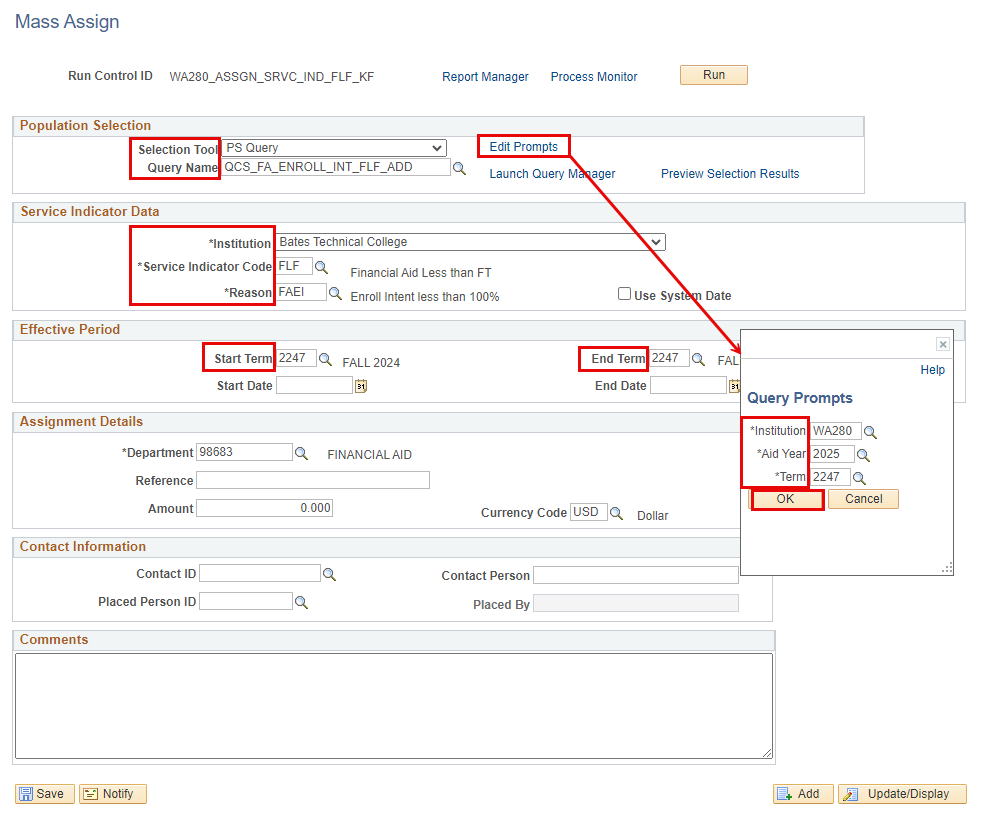 Mass Assign
Run Control ID WA280_ASSGN_SRVC_IND_FLF_KF Report Manager Process Monitor Run
Population Selection
Selection Tool PS Query Edit Prompts
Query Name QCS_FA_ENROLL_INT_FLF_ADD Launch Query Manager Preview Selection Results
Service Indicator Data
*Institution Bates Technical College
*Service Indicator Code FLF Financial Aid Less than FT
*Reason FAEI Enroll Intent less than 100% Use System Date
Effective Period
Start Term 2247 FALL 2024 End Term 2247 FAL
Start Date 31 End Date 31
Assignment Details
*Department 98683 FINANCIAL AID
Reference
Amount 0.000 Currency Code USD Dollar
Contact Information
Contact ID Contact Person
Placed Person ID Placed By
Comments
Save Notify Add Update/Display
Help
Query Prompts
*Institution WA280
*Aid Year 2025
*Term 2247
OK Cancel